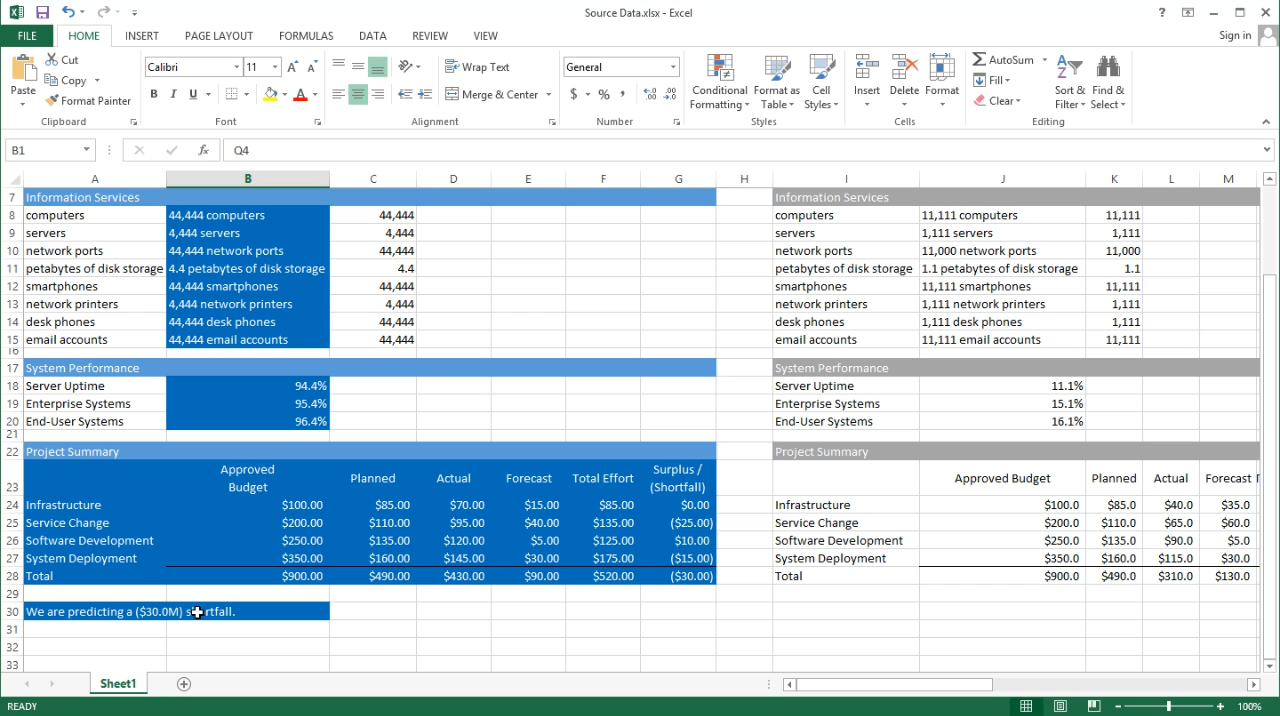 Source Data.xlsx - Excel
?
FILE HOME INSERT PAGE LAYOUT FORMULAS DATA REVIEW VIEW Sign in
Paste Cut Copy Format Painter Clipboard
Calibri 11 B I U A A A Font
Wrap Text Merge & Center Alignment
General $ % , Number
Conditional Formatting Format as Table Cell Styles Styles
Insert Delete Format Cells
AutoSum Fill Clear Sort & Filter Find & Select Editing
B1 fx Q4
A B C D E F G H I J K L M
7 Information Services Information Services
8 computers 44,444 computers 44,444 computers 11,111 computers 11,111
9 servers 4,444 servers 4,444 servers 1,111 servers 1,111
10 network ports 44,444 network ports 44,444 network ports 11,000 network ports 11,000
11 petabytes of disk storage 4.4 petabytes of disk storage 4.4 petabytes of disk storage 1.1 petabytes of disk storage 1.1
12 smartphones 44,444 smartphones 44,444 smartphones 11,111 smartphones 11,111
13 network printers 4,444 network printers 4,444 network printers 1,111 network printers 1,111
14 desk phones 44,444 desk phones 44,444 desk phones 1,111 desk phones 1,111
15 email accounts 44,444 email accounts 44,444 email accounts 11,111 email accounts 11,111
16
17 System Performance System Performance
18 Server Uptime 94.4% Server Uptime 11.1%
19 Enterprise Systems 95.4% Enterprise Systems 15.1%
20 End-User Systems 96.4% End-User Systems 16.1%
21
22 Project Summary Project Summary
23 Approved Budget Planned Actual Forecast Total Effort Surplus / (Shortfall) Approved Budget Planned Actual Forecast
24 Infrastructure $100.00 $85.00 $70.00 $15.00 $85.00 $0.00 Infrastructure $100.0 $85.0 $40.0 $35.0
25 Service Change $200.00 $110.00 $95.00 $40.00 $135.00 ($25.00) Service Change $200.0 $110.0 $65.0 $60.0
26 Software Development $250.00 $135.00 $120.00 $5.00 $125.00 $10.00 Software Development $250.0 $135.0 $90.0 $5.0
27 System Deployment $350.00 $160.00 $145.00 $30.00 $175.00 ($15.00) System Deployment $350.0 $160.0 $115.0 $30.0
28 Total $900.00 $490.00 $430.00 $90.00 $520.00 ($30.00) Total $900.0 $490.0 $310.0 $130.0
29
30 We are predicting a ($30.0M) shortfall.
31
32
33
Sheet1
READY 100%